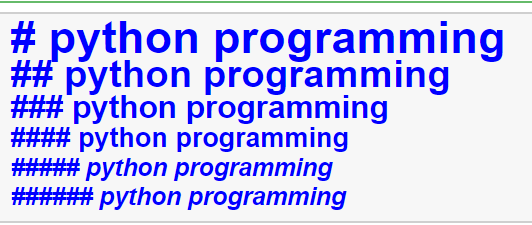 # python programming
## python programming
### python programming
#### python programming
##### python programming
###### python programming